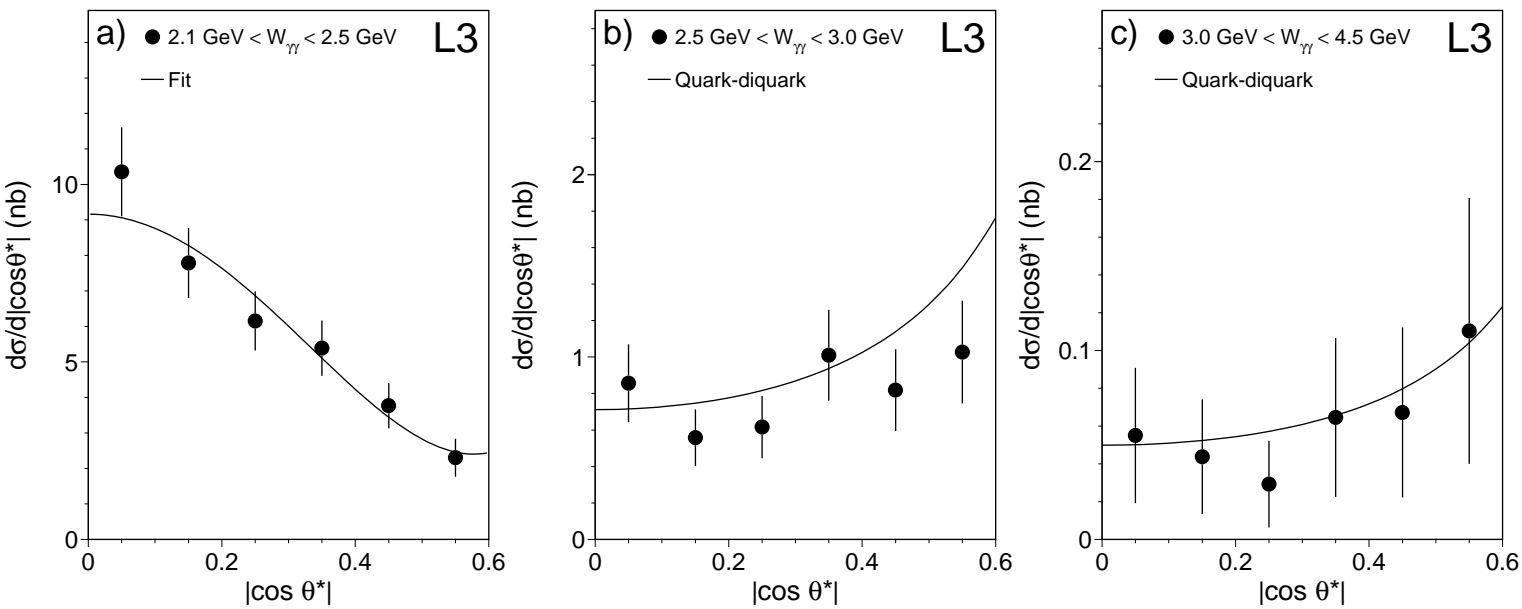 a) ● 2.1 GeV < Wγγ < 2.5 GeV L3
— Fit
dσ/d|cosθ*| (nb)
10
5
0
0 0.2 0.4 0.6
|cos θ*|
b) ● 2.5 GeV < Wγγ < 3.0 GeV L3
— Quark-diquark
dσ/d|cosθ*| (nb)
2
1
0
0 0.2 0.4 0.6
|cos θ*|
c) ● 3.0 GeV < Wγγ < 4.5 GeV L3
— Quark-diquark
dσ/d|cosθ*| (nb)
0.2
0.1
0
0 0.2 0.4 0.6
|cos θ*|